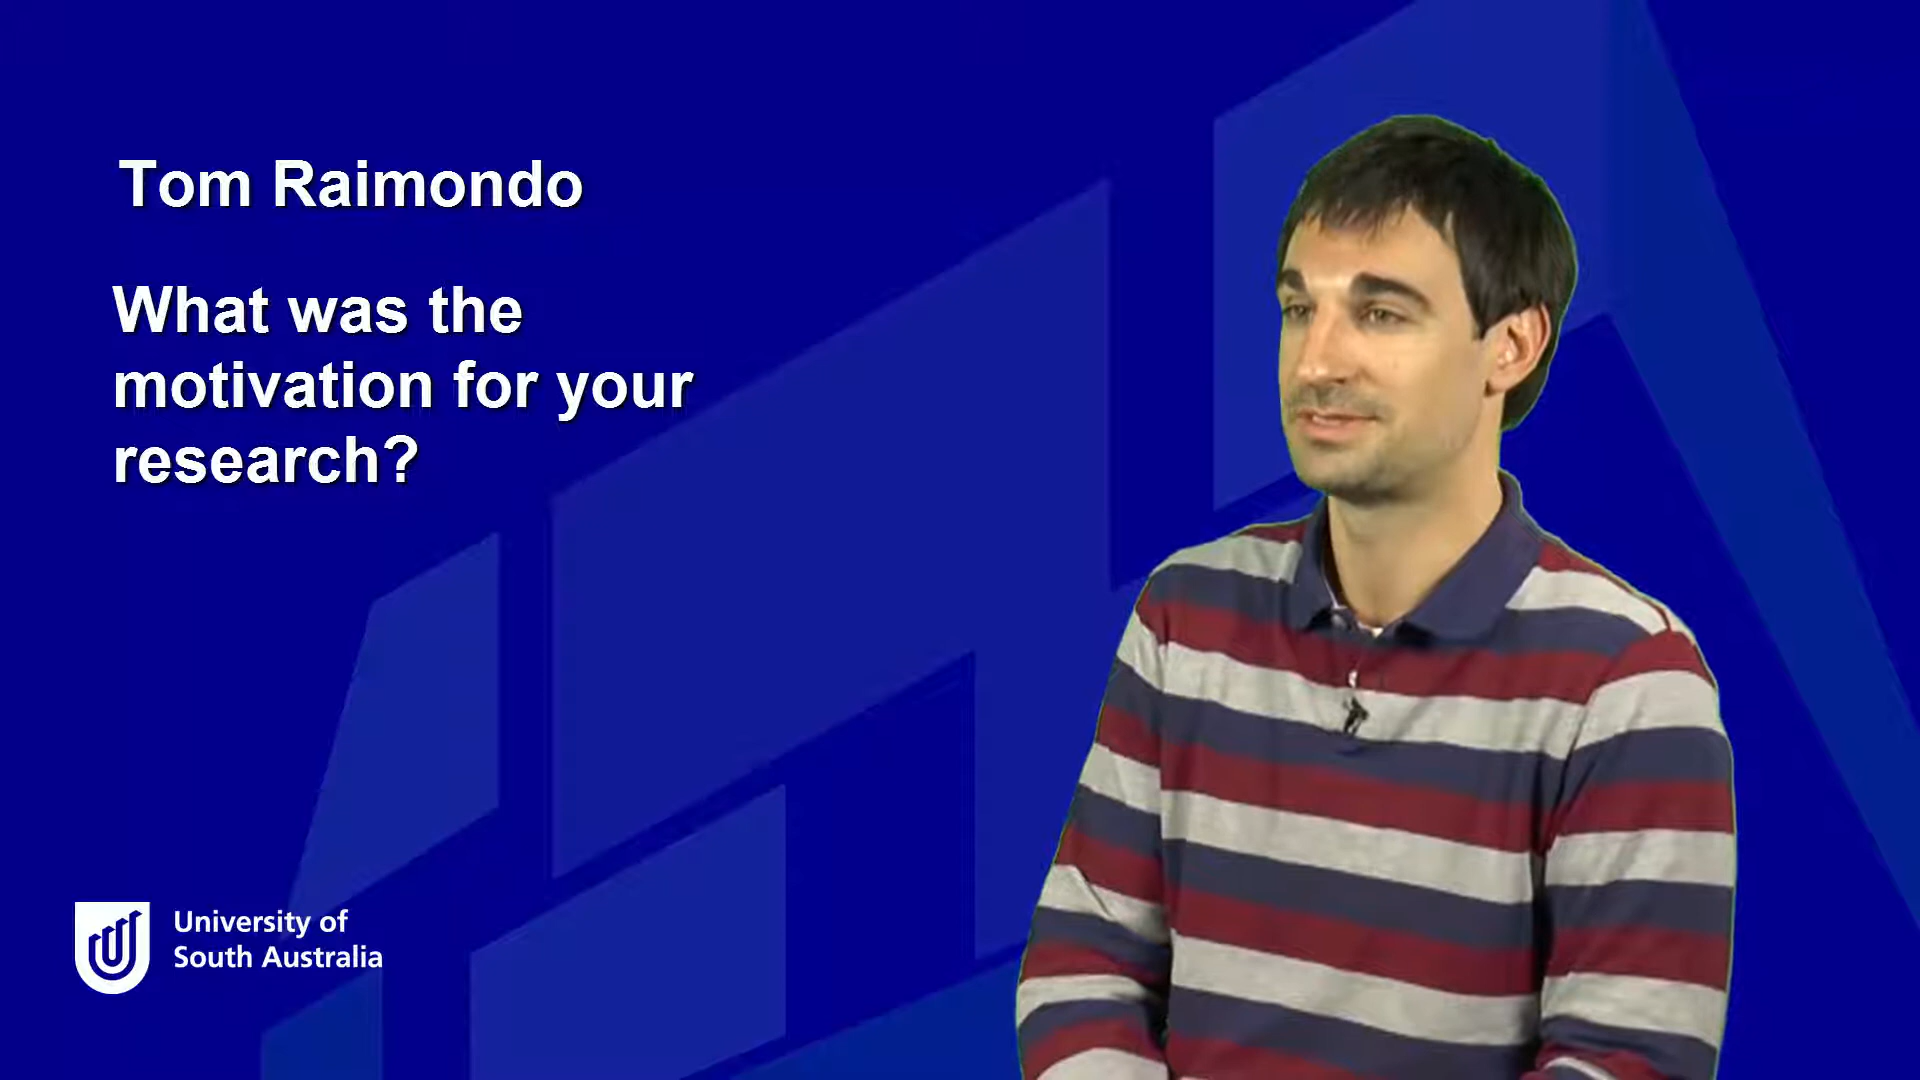 Tom Raimondo
What was the
motivation for your
research?
University of
South Australia